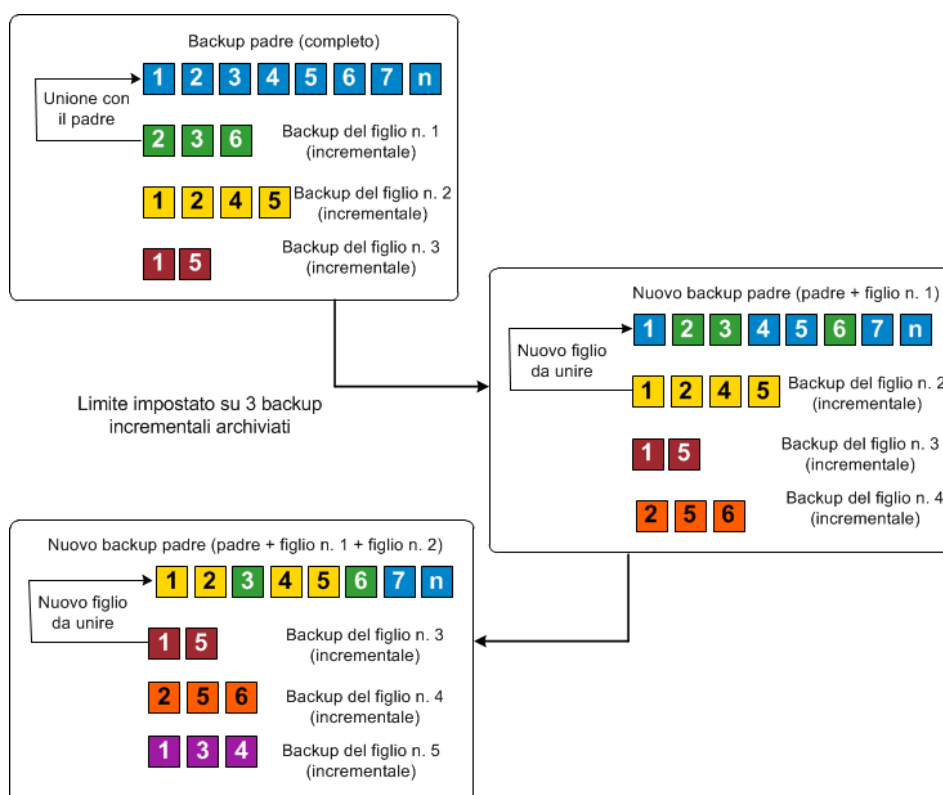 Backup padre (completo)
1 2 3 4 5 6 7 n
Unione con
il padre
2 3 6
Backup del figlio n. 1
(incrementale)
1 2 4 5
Backup del figlio n. 2
(incrementale)
1 5
Backup del figlio n. 3
(incrementale)
Limite impostato su 3 backup
incrementali archiviati
Nuovo backup padre (padre + figlio n. 1)
1 2 3 4 5 6 7 n
Nuovo figlio
da unire
1 2 4 5
Backup del figlio n. 2
(incrementale)
1 5
Backup del figlio n. 3
(incrementale)
2 5 6
Backup del figlio n. 4
(incrementale)
Nuovo backup padre (padre + figlio n. 1 + figlio n. 2)
1 2 3 4 5 6 7 n
Nuovo figlio
da unire
1 5
Backup del figlio n. 3
(incrementale)
2 5 6
Backup del figlio n. 4
(incrementale)
1 3 4
Backup del figlio n. 5
(incrementale)